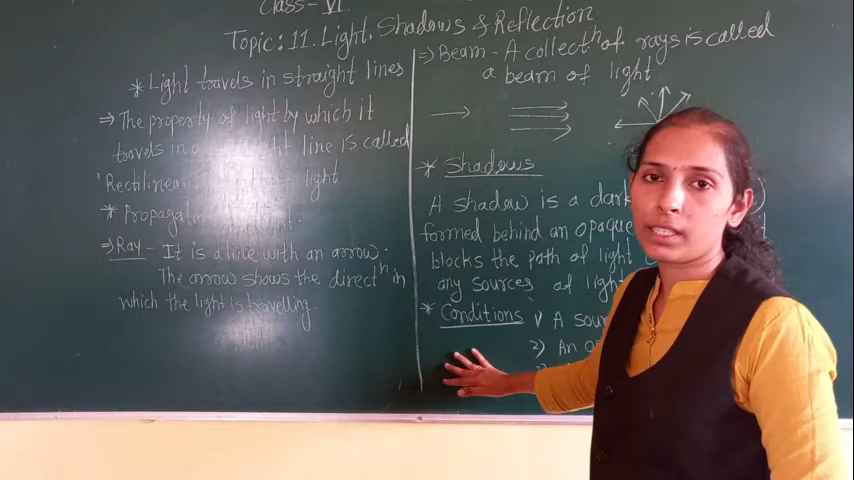 Class- VI
Topic: 11. Light, Shadows & Reflection
* Light travels in straight lines
⇒ The property of light by which it
travels in a line is called
Rectilinear light
* Propagation
⇒ Ray - It is a line with an arrow.
The arrow shows the directⁿ in
which the light is travelling.
⇒ Beam - A collectⁿ of rays is called
a beam of light
* Shadows
A shadow is a dark
formed behind an opaque
blocks the path of light
any sources of light
* Conditions 1) A
2) An